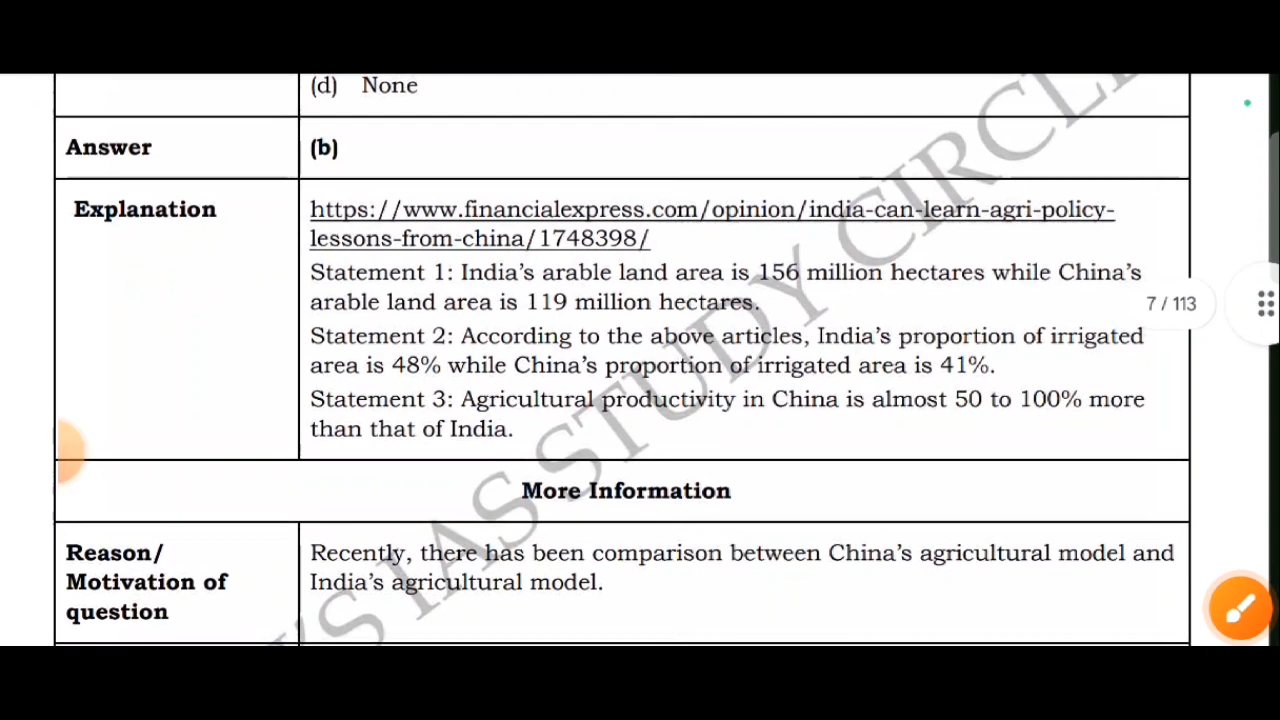 (d) None
Answer
(b)
Explanation
https://www.financialexpress.com/opinion/india-can-learn-agri-policy-
lessons-from-china/1748398/
Statement 1: India's arable land area is 156 million hectares while China's
arable land area is 119 million hectares.
Statement 2: According to the above articles, India's proportion of irrigated
area is 48% while China's proportion of irrigated area is 41%.
Statement 3: Agricultural productivity in China is almost 50 to 100% more
than that of India.
7 / 113
More Information
Reason/
Motivation of
question
Recently, there has been comparison between China's agricultural model and
India's agricultural model.
'S IAS STUDY CIRCLE